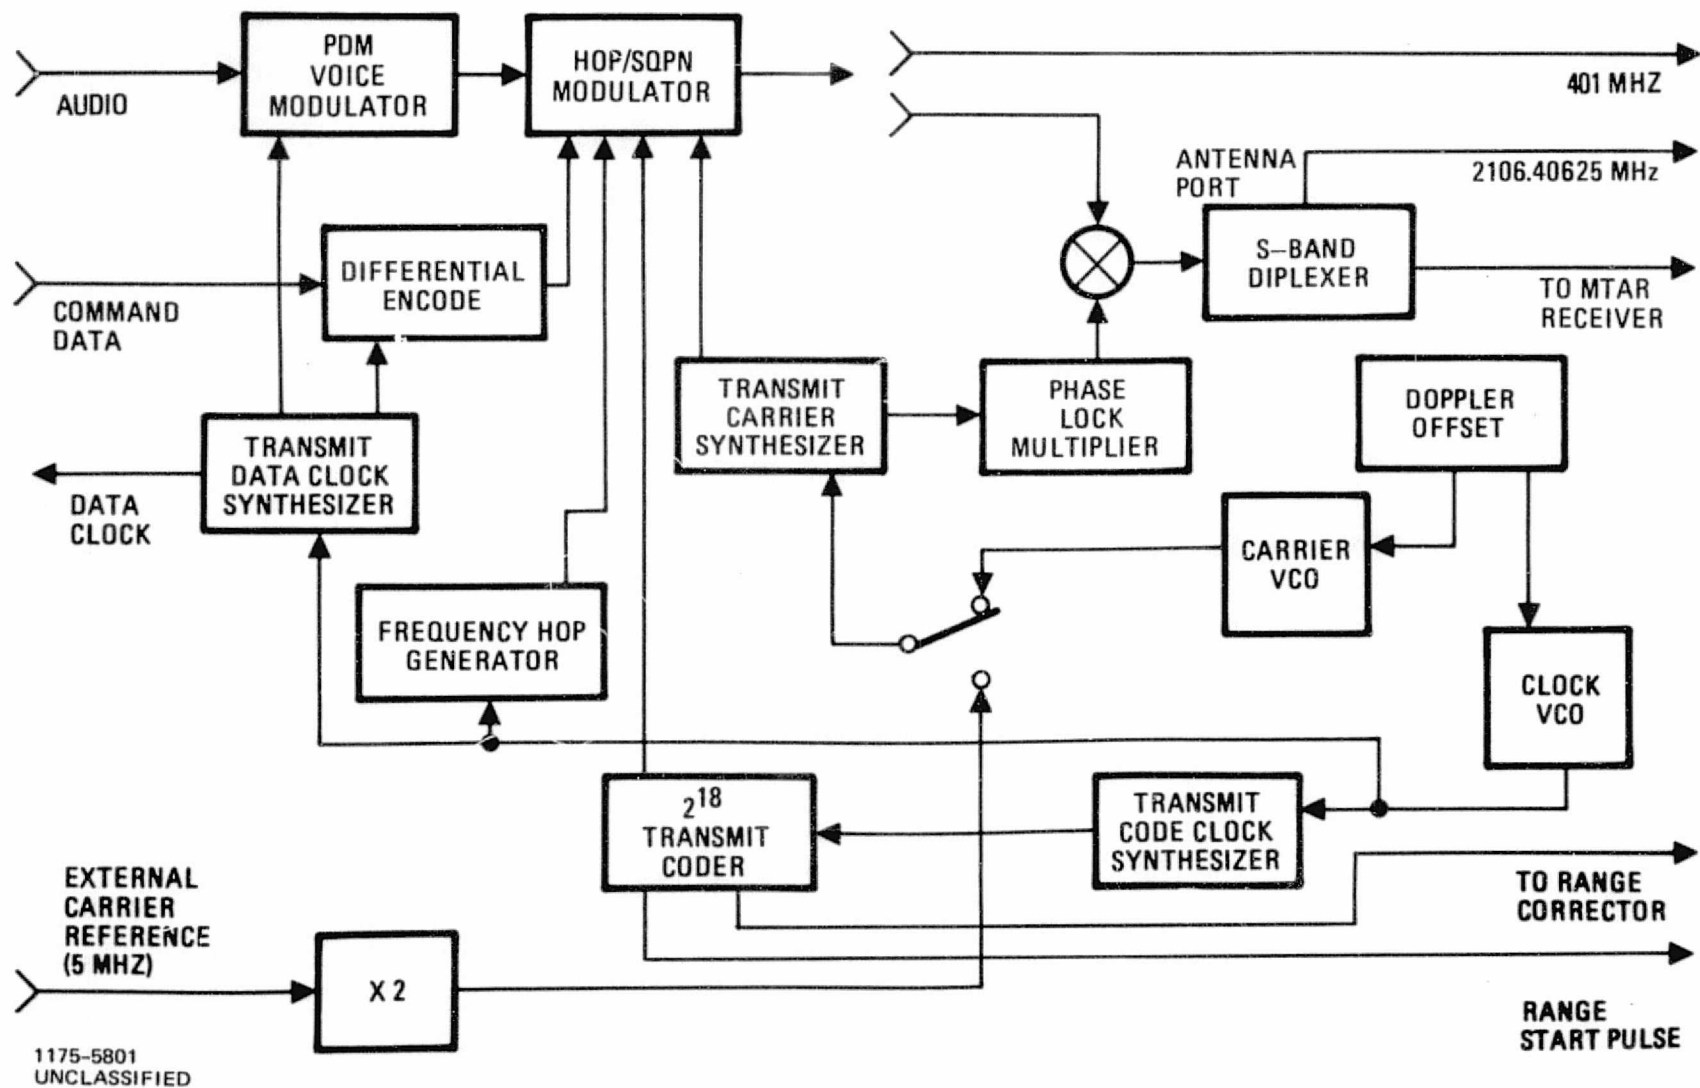 PDM
VOICE
MODULATOR
HOP/SQPN
MODULATOR
AUDIO
401 MHZ
ANTENNA
PORT
2106.40625 MHz
S-BAND
DIPLEXER
TO MTAR
RECEIVER
DIFFERENTIAL
ENCODE
COMMAND
DATA
TRANSMIT
CARRIER
SYNTHESIZER
PHASE
LOCK
MULTIPLIER
DOPPLER
OFFSET
TRANSMIT
DATA CLOCK
SYNTHESIZER
DATA
CLOCK
CARRIER
VCO
FREQUENCY HOP
GENERATOR
CLOCK
VCO
2^18
TRANSMIT
CODER
TRANSMIT
CODE CLOCK
SYNTHESIZER
TO RANGE
CORRECTOR
EXTERNAL
CARRIER
REFERENCE
(5 MHZ)
X 2
RANGE
START PULSE
1175-5801
UNCLASSIFIED